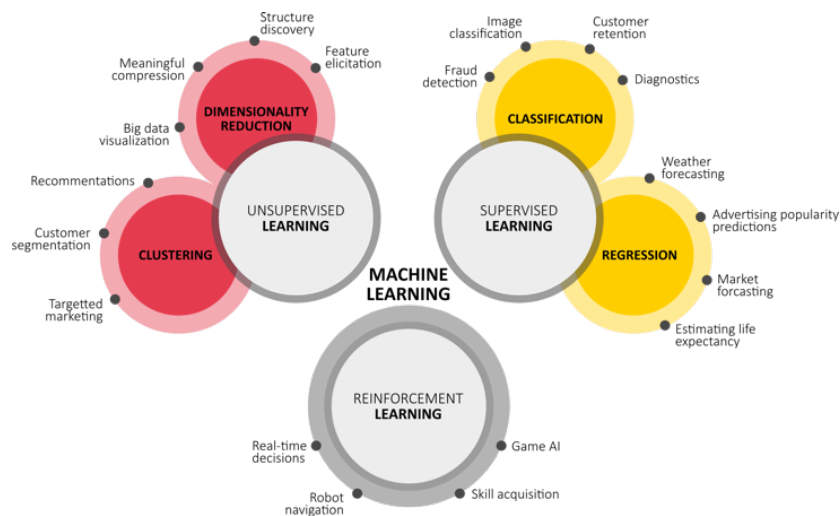 Structure
discovery
Meaningful
compression
Feature
elicitation
Big data
visualization
DIMENSIONALITY
REDUCTION
Recommentations
Customer
segmentation
Targetted
marketing
CLUSTERING
UNSUPERVISED
LEARNING
Image
classification
Customer
retention
Fraud
detection
Diagnostics
CLASSIFICATION
SUPERVISED
LEARNING
Weather
forecasting
Advertising popularity
predictions
Market
forcasting
Estimating life
expectancy
REGRESSION
MACHINE
LEARNING
REINFORCEMENT
LEARNING
Real-time
decisions
Robot
navigation
Game AI
Skill acquisition